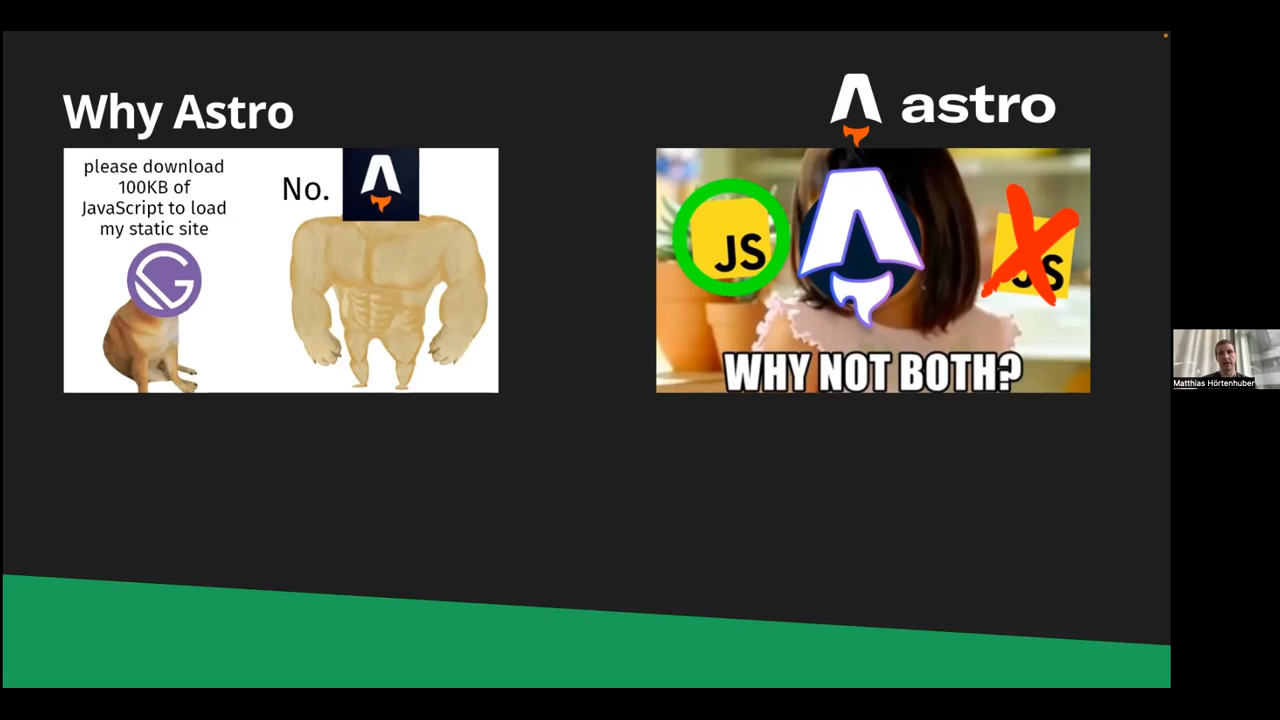 Why Astro
astro
please download
100KB of
JavaScript to load
my static site
No.
JS
JS
WHY NOT BOTH?
Matthias Hörtenhuber